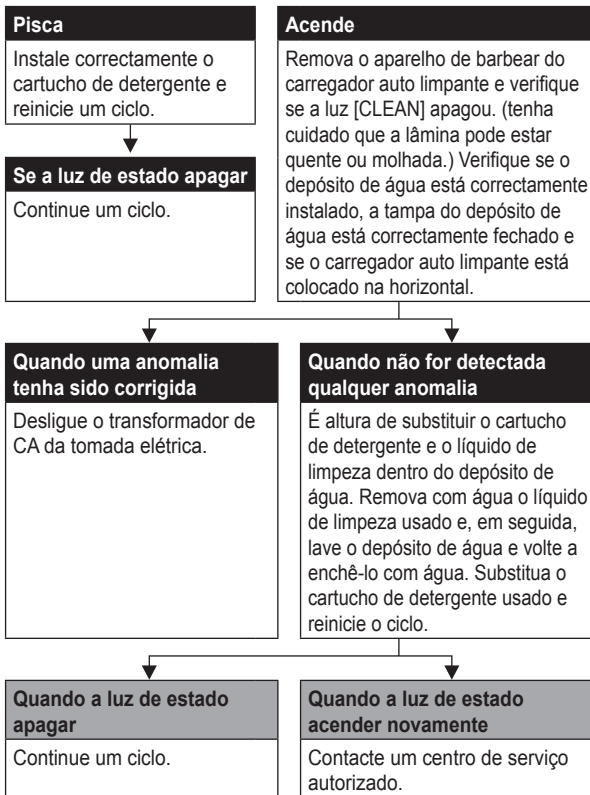 Pisca
Instale correctamente o
cartucho de detergente e
reinicie um ciclo.
Se a luz de estado apagar
Continue um ciclo.
Acende
Remova o aparelho de barbear do
carregador auto limpante e verifique
se a luz [CLEAN] apagou. (tenha
cuidado que a lâmina pode estar
quente ou molhada.) Verifique se o
depósito de água está correctamente
instalado, a tampa do depósito de
água está correctamente fechado e
se o carregador auto limpante está
colocado na horizontal.
Quando uma anomalia
tenha sido corrigida
Desligue o transformador de
CA da tomada elétrica.
Quando não for detectada
qualquer anomalia
É altura de substituir o cartucho
de detergente e o líquido de
limpeza dentro do depósito de
água. Remova com água o líquido
de limpeza usado e, em seguida,
lave o depósito de água e volte a
enchê-lo com água. Substitua o
cartucho de detergente usado e
reinicie o ciclo.
Quando a luz de estado
apagar
Continue um ciclo.
Quando a luz de estado
acender novamente
Contacte um centro de serviço
autorizado.